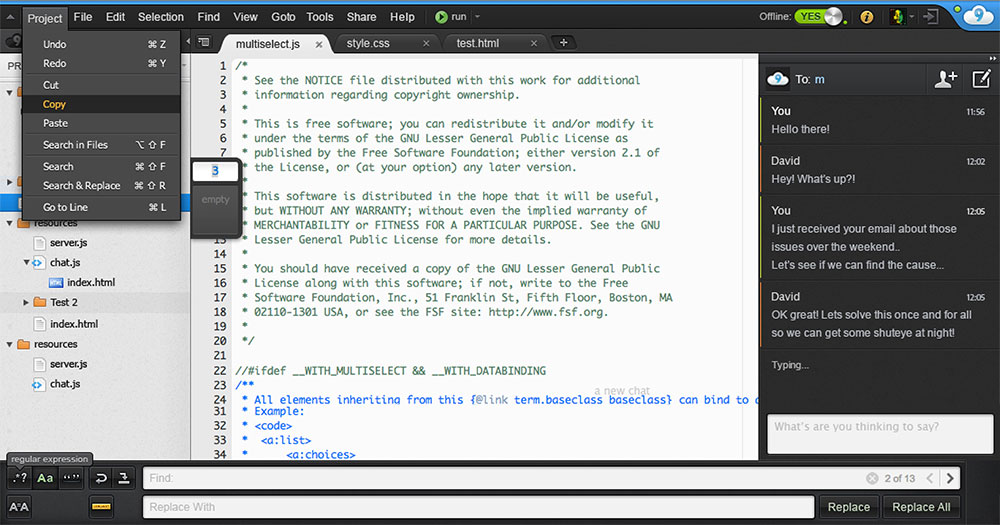 Project File Edit Selection Find View Goto Tools Share Help run Offline: YES
Undo ⌘ Z
Redo ⌘ Y
Cut
Copy
Paste
Search in Files ⌥ ⇧ F
Search ⌘ ⇧ F
Search & Replace ⌘ ⇧ R
Go to Line ⌘ L
PR
resources
server.js
chat.js
index.html
Test 2
index.html
resources
server.js
chat.js
3
empty
multiselect.js style.css test.html
1 /*
2 * See the NOTICE file distributed with this work for additional
3 * information regarding copyright ownership.
4 *
5 * This is free software; you can redistribute it and/or modify it
6 * under the terms of the GNU Lesser General Public License as
7 * published by the Free Software Foundation; either version 2.1 of
* the License, or (at your option) any later version.
*
* This software is distributed in the hope that it will be useful,
but WITHOUT ANY WARRANTY; without even the implied warranty of
MERCHANTABILITY or FITNESS FOR A PARTICULAR PURPOSE. See the GNU
13 * Lesser General Public License for more details.
14 *
15 * You should have received a copy of the GNU Lesser General Public
16 * License along with this software; if not, write to the Free
17 * Software Foundation, Inc., 51 Franklin St, Fifth Floor, Boston, MA
18 * 02110-1301 USA, or see the FSF site: http://www.fsf.org.
19 *
20 */
21
22 //#ifdef __WITH_MULTISELECT && __WITH_DATABINDING
23 /**
a new chat
24 * All elements inheriting from this {@link term.baseclass baseclass} can bind to
31 * Example:
32 * <code>
33 * <a:list>
34 * <a:choices>
To: m
You 11:56
Hello there!
David 12:02
Hey! What's up?!
You 12:05
I just received your email about those
issues over the weekend..
Let's see if we can find the cause...
David 12:05
OK great! Lets solve this once and for all
so we can get some shuteye at night!
Typing...
What's are you thinking to say?
regular expression
.*? Aa “,” Find: 2 of 13
AA Replace With Replace Replace All